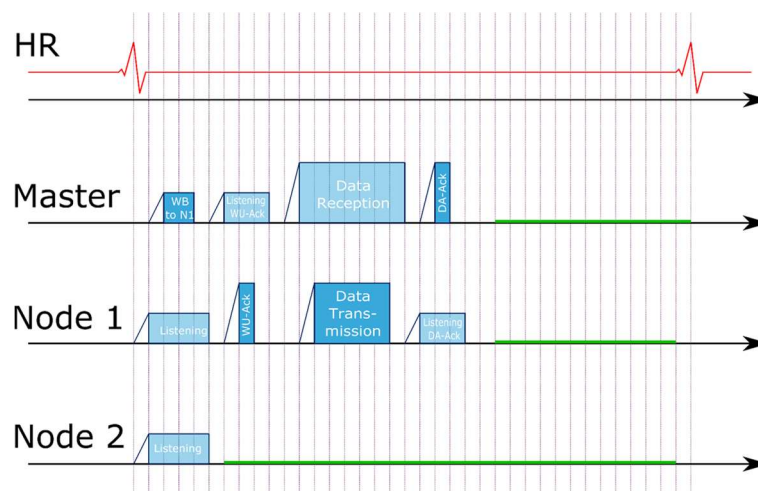 HR
Master
WB
to N1
Listening
WU-Ack
Data
Reception
DA-Ack
Node 1
Listening
WU-Ack
Data
Trans-
mission
Listening
DA-Ack
Node 2
Listening